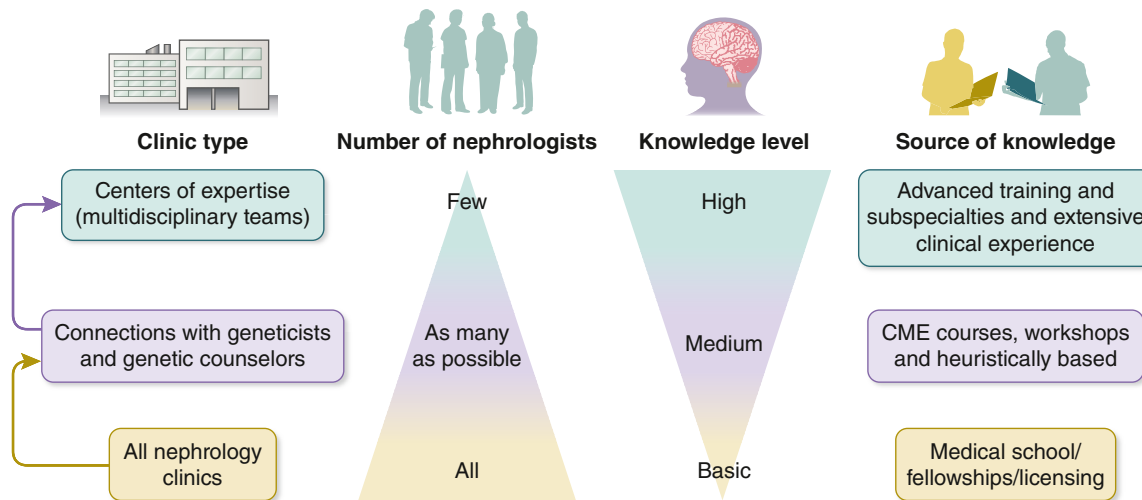 Clinic type
Number of nephrologists
Knowledge level
Source of knowledge
Centers of expertise
(multidisciplinary teams)
Few
High
Advanced training and
subspecialties and extensive
clinical experience
Connections with geneticists
and genetic counselors
As many
as possible
Medium
CME courses, workshops
and heuristically based
All nephrology
clinics
All
Basic
Medical school/
fellowships/licensing